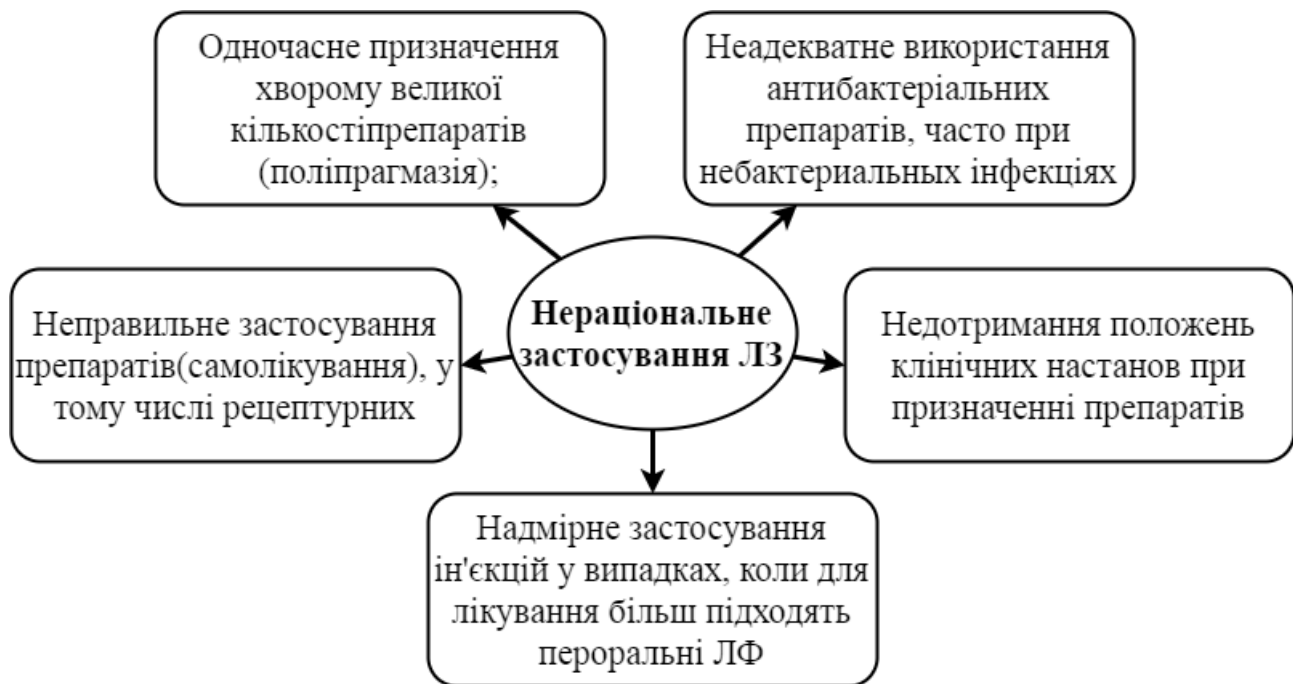 Одночасне призначення
хворому великої
кількостіпрепаратів
(поліпрагмазія);
Неадекватне використання
антибактеріальних
препаратів, часто при
небактериальных інфекціях
Нераціональне
застосування ЛЗ
Неправильне застосування
препаратів(самолікування), у
тому числі рецептурних
Недотримання положень
клінічних настанов при
призначенні препаратів
Надмірне застосування
ін'єкцій у випадках, коли для
лікування більш підходять
пероральні ЛФ